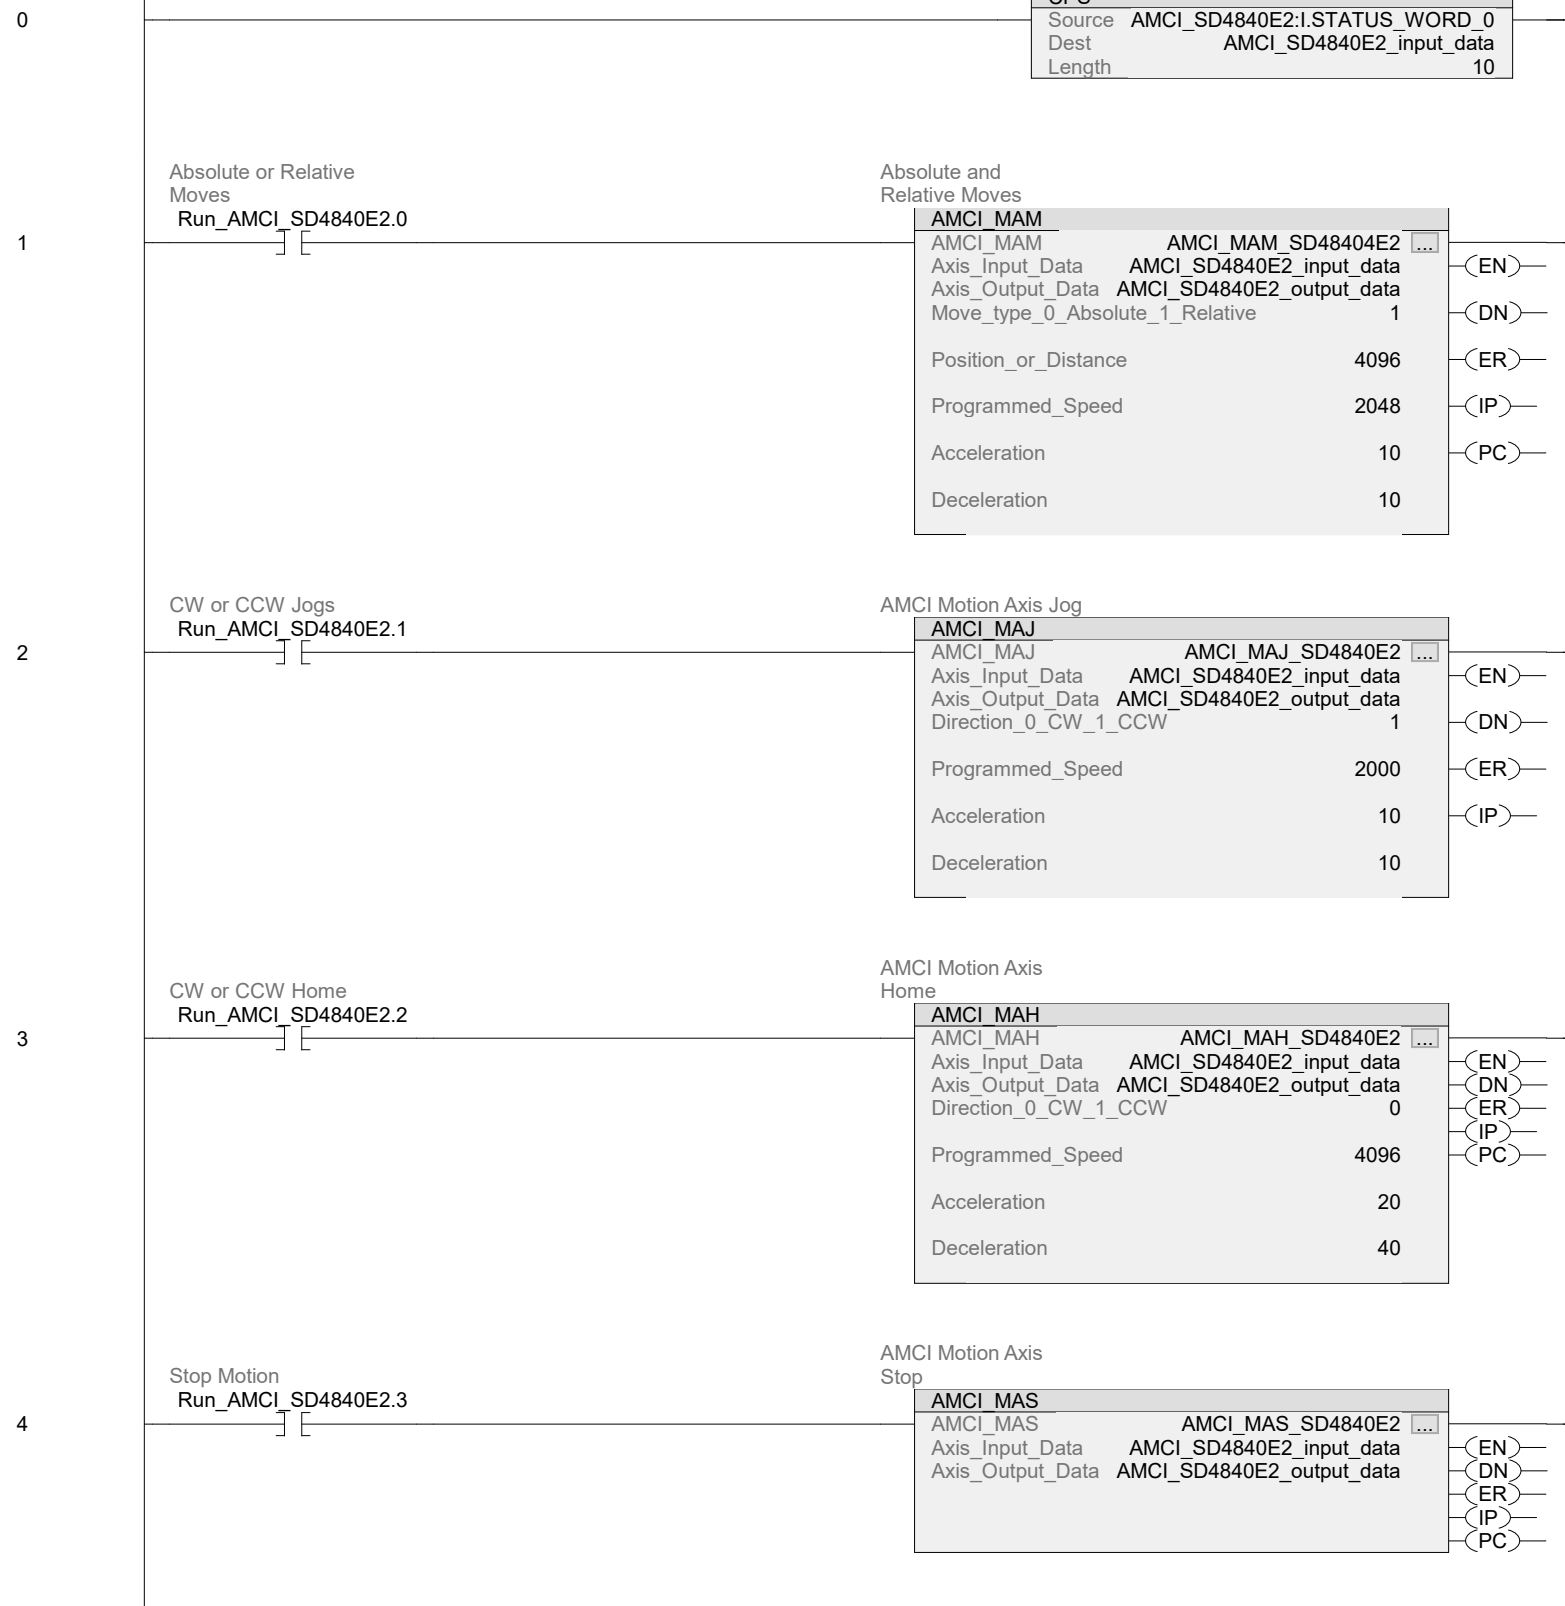 0
Source AMCI_SD4840E2:I.STATUS_WORD_0
Dest AMCI_SD4840E2_input_data
Length 10
Absolute or Relative
Moves
Run_AMCI_SD4840E2.0
Absolute and
Relative Moves
1
AMCI_MAM
AMCI_MAM AMCI_MAM_SD48404E2 ...
Axis_Input_Data AMCI_SD4840E2_input_data EN
Axis_Output_Data AMCI_SD4840E2_output_data
Move_type_0_Absolute_1_Relative 1 DN
Position_or_Distance 4096 ER
Programmed_Speed 2048 IP
Acceleration 10 PC
Deceleration 10
CW or CCW Jogs
Run_AMCI_SD4840E2.1
AMCI Motion Axis Jog
2
AMCI_MAJ
AMCI_MAJ AMCI_MAJ_SD4840E2 ...
Axis_Input_Data AMCI_SD4840E2_input_data EN
Axis_Output_Data AMCI_SD4840E2_output_data
Direction_0_CW_1_CCW 1 DN
Programmed_Speed 2000 ER
Acceleration 10 IP
Deceleration 10
CW or CCW Home
Run_AMCI_SD4840E2.2
AMCI Motion Axis
Home
3
AMCI_MAH
AMCI_MAH AMCI_MAH_SD4840E2 ...
Axis_Input_Data AMCI_SD4840E2_input_data EN
Axis_Output_Data AMCI_SD4840E2_output_data DN
Direction_0_CW_1_CCW 0 ER
IP
Programmed_Speed 4096 PC
Acceleration 20
Deceleration 40
Stop Motion
Run_AMCI_SD4840E2.3
AMCI Motion Axis
Stop
4
AMCI_MAS
AMCI_MAS AMCI_MAS_SD4840E2 ...
Axis_Input_Data AMCI_SD4840E2_input_data EN
Axis_Output_Data AMCI_SD4840E2_output_data DN
ER
IP
PC